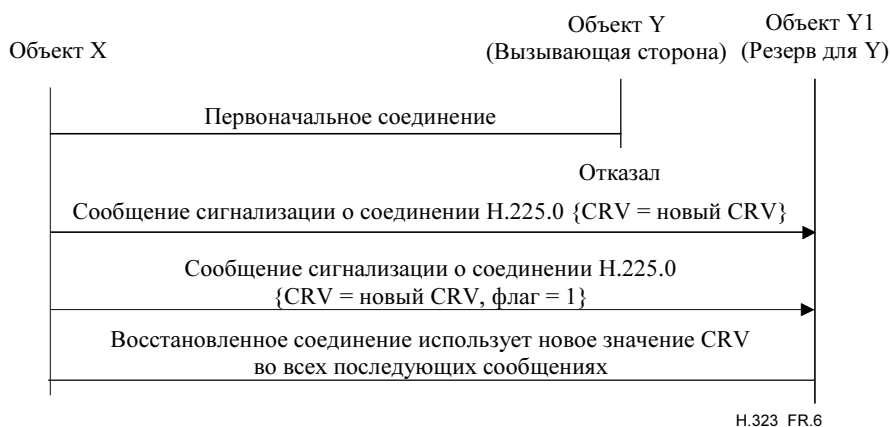 Объект X
Объект Y
(Вызывающая сторона)
Объект Y1
(Резерв для Y)
Первоначальное соединение
Отказал
Сообщение сигнализации о соединении H.225.0 {CRV = новый CRV}
Сообщение сигнализации о соединении H.225.0
{CRV = новый CRV, флаг = 1}
Восстановленное соединение использует новое значение CRV
во всех последующих сообщениях
H.323_FR.6